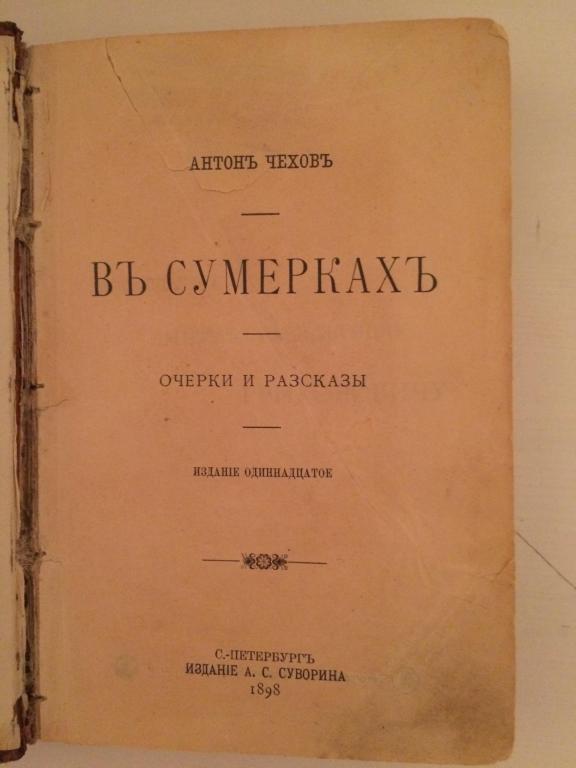 АНТОНЪ ЧЕХОВЪ
ВЪ СУМЕРКАХЪ
ОЧЕРКИ И РАЗСКАЗЫ
ИЗДАНІЕ ОДИННАДЦАТОЕ
С.-ПЕТЕРБУРГЪ
ИЗДАНІЕ А. С. СУВОРИНА
1898